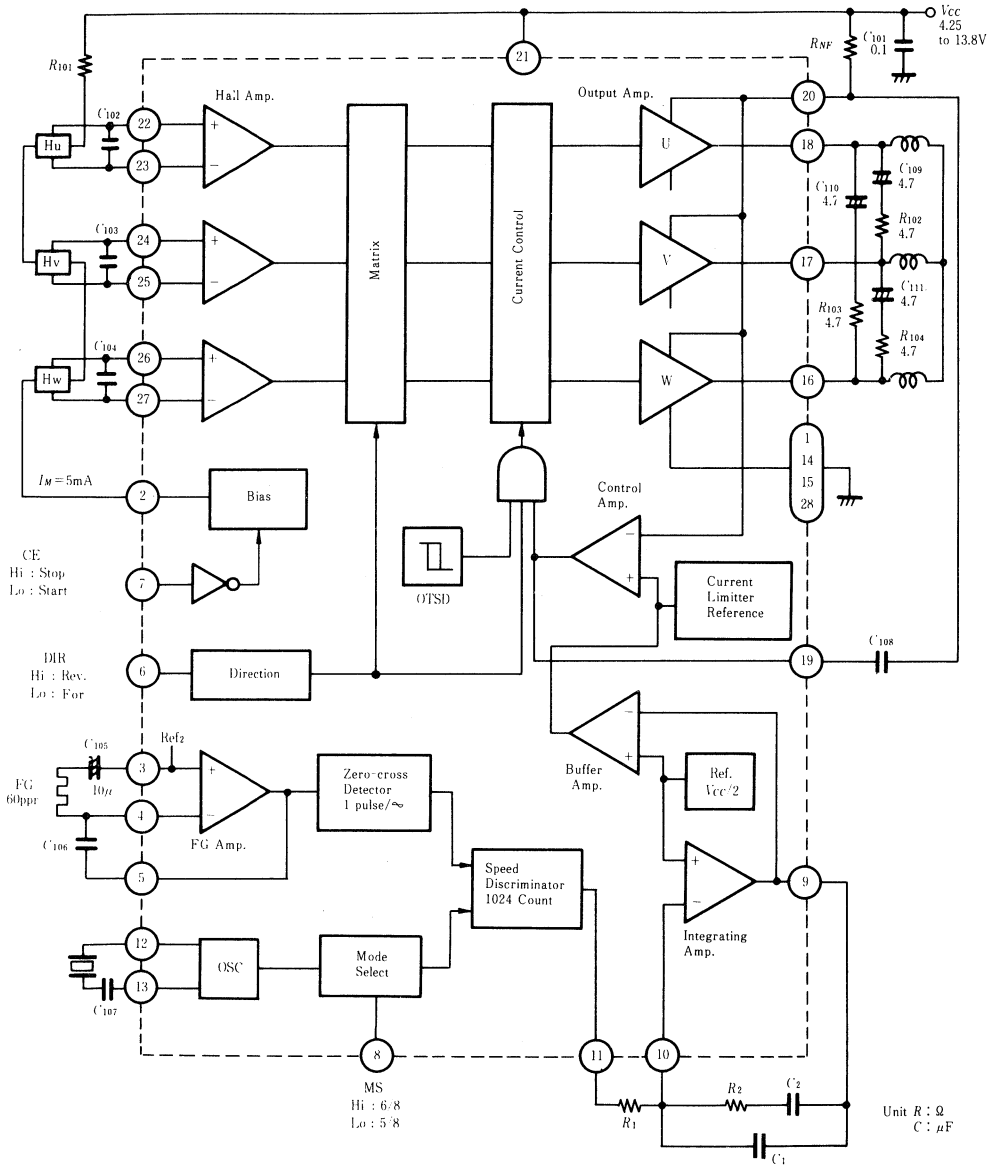 VCC
4.25
to 13.8V
RNF
C101
0.1
R101
21
20
Hall Amp.
Output Amp.
C102
22
Hu
23
+
−
U
18
C109
4.7
C110
4.7
R102
4.7
C103
24
Hv
25
+
−
Matrix
Current Control
V
17
C111
4.7
R103
4.7
R104
4.7
C104
26
Hw
27
+
−
W
16
1
14
15
28
IM=5mA
2
Bias
Control
Amp.
−
+
CE
Hi : Stop
Lo : Start
7
OTSD
Current
Limitter
Reference
DIR
Hi : Rev.
Lo : For
6
Direction
19
C108
C105
Ref2
3
10μ
FG
60ppr
4
+
−
FG Amp.
C106
5
Zero-cross
Detector
1 pulse/∞
−
+
Buffer
Amp.
Ref.
VCC/2
Speed
Discriminator
1024 Count
+
−
9
Integrating
Amp.
12
13
C107
OSC
Mode
Select
8
11
10
MS
Hi : 6/8
Lo : 5/8
R1
R2
C2
C1
Unit R : Ω
C : μF